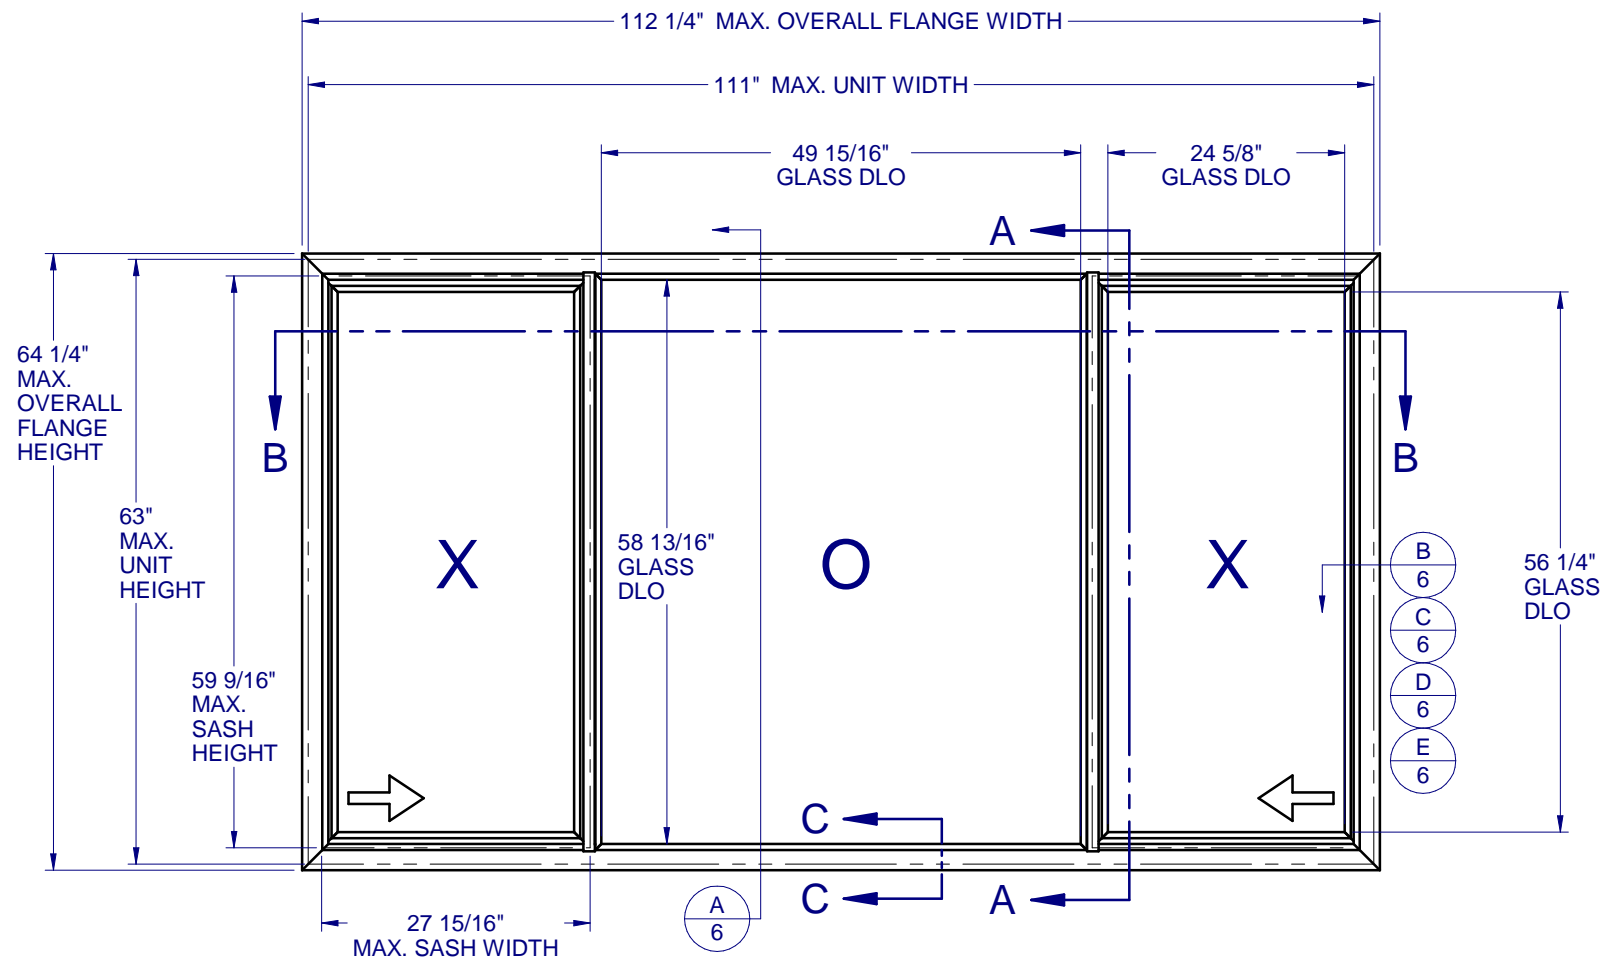 112 1/4"  MAX. OVERALL FLANGE WIDTH
111"  MAX. UNIT WIDTH
49 15/16"
GLASS DLO
24 5/8"
GLASS DLO
A
64 1/4"
MAX.
OVERALL
FLANGE
HEIGHT
B
B
63"
MAX.
UNIT
HEIGHT
X
58 13/16"
GLASS
DLO
O
X
B
6
C
6
D
6
E
6
56 1/4"
GLASS
DLO
59 9/16"
MAX.
SASH
HEIGHT
C
C
A
A
6
27 15/16"
MAX. SASH WIDTH